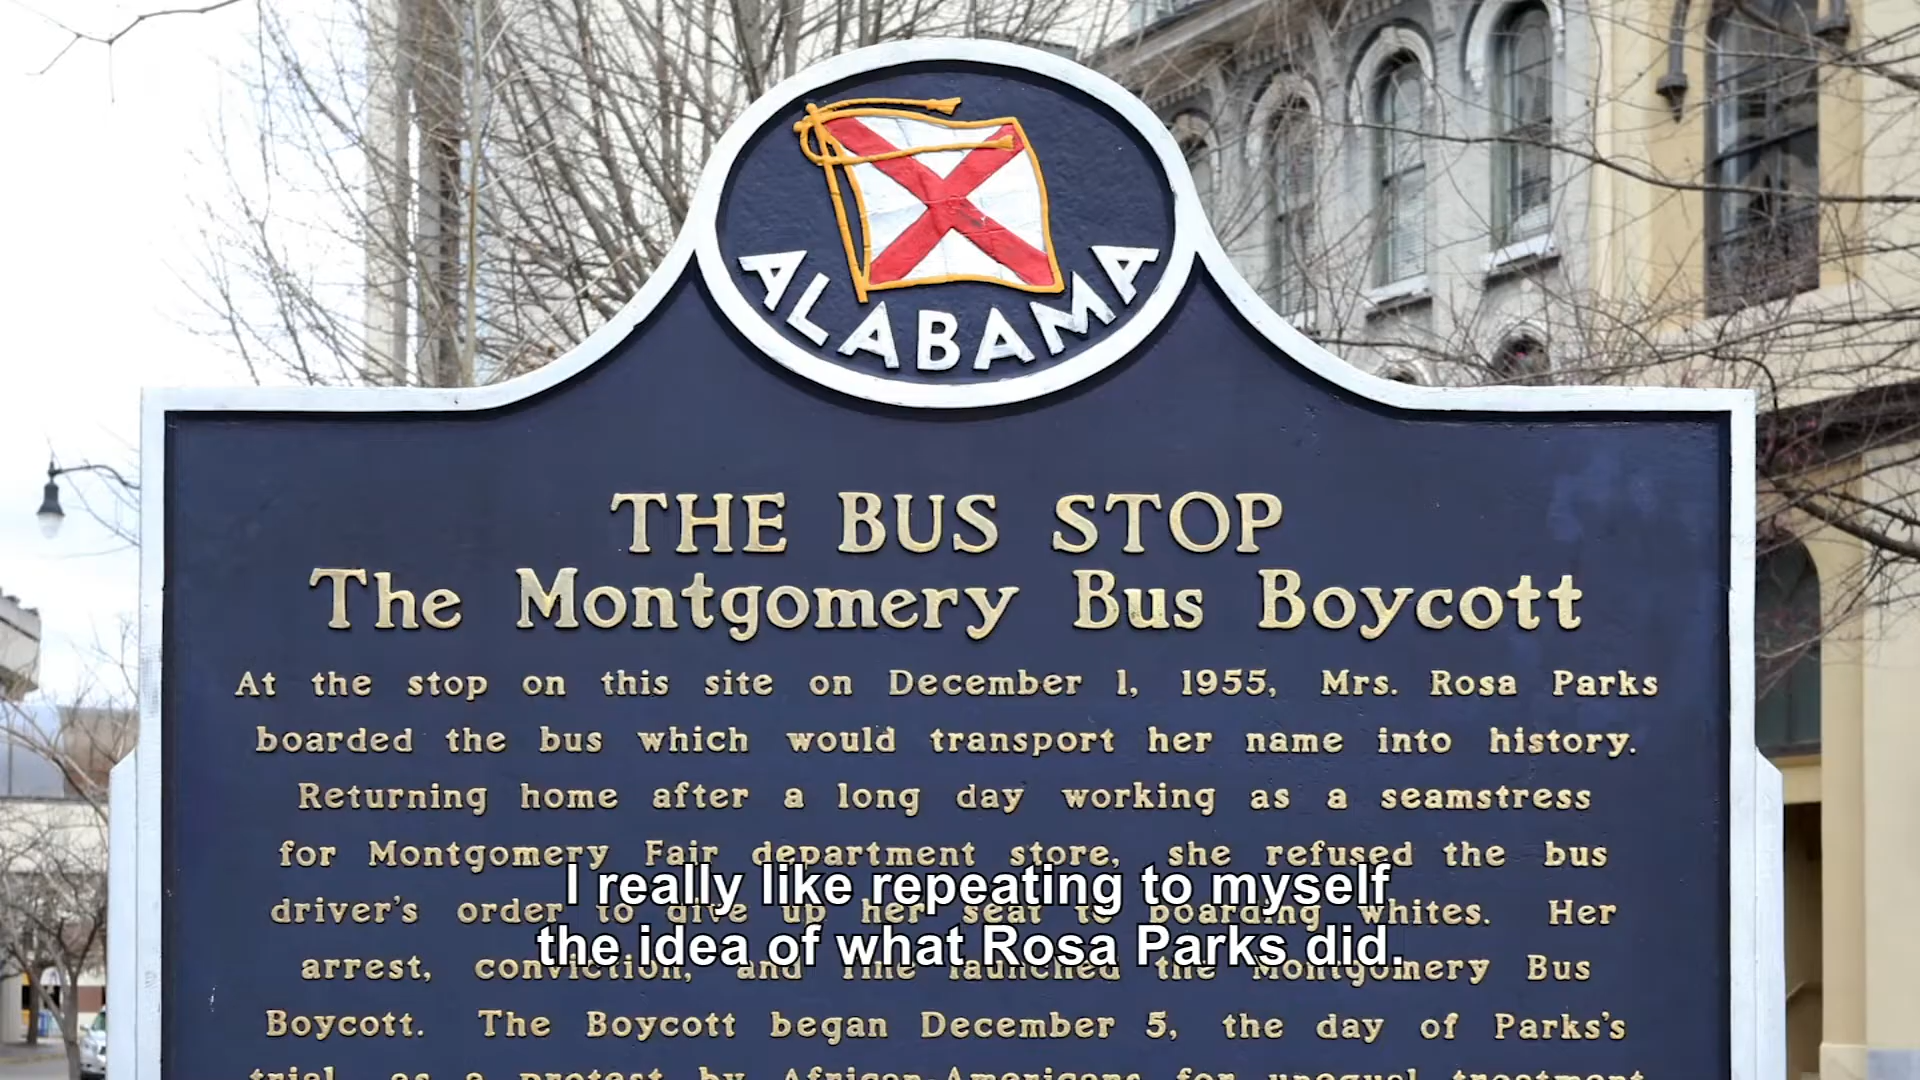 ALABAMA
THE BUS STOP
The Montgomery Bus Boycott
At the stop on this site on December 1, 1955, Mrs. Rosa Parks
boarded the bus which would transport her name into history.
Returning home after a long day working as a seamstress
for Montgomery Fair department store, she refused the bus
driver's order to give up her seat to boarding whites. Her
arrest, conviction, and fine launched the Montgomery Bus
Boycott. The Boycott began December 5, the day of Parks's
trial, as a protest by African-Americans for unequal treatment
I really like repeating to myself
the idea of what Rosa Parks did.